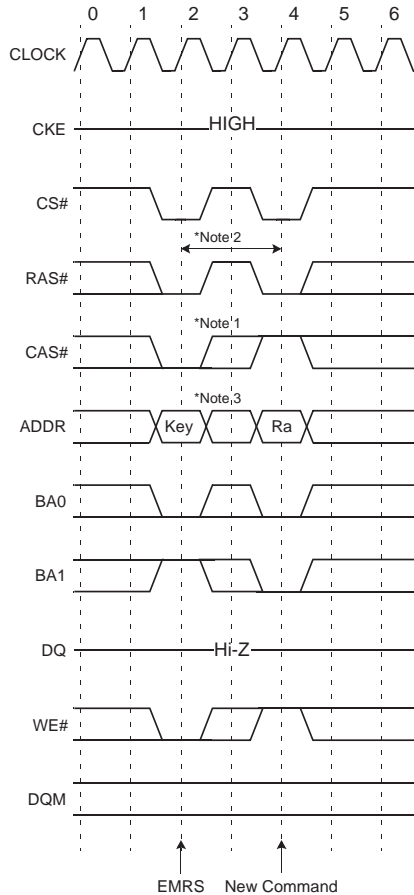 0 1 2 3 4 5 6
CLOCK
CKE HIGH
CS#
*Note 2
RAS#
*Note 1
CAS#
*Note 3
ADDR Key Ra
BA0
BA1
DQ Hi-Z
WE#
DQM
EMRS New Command